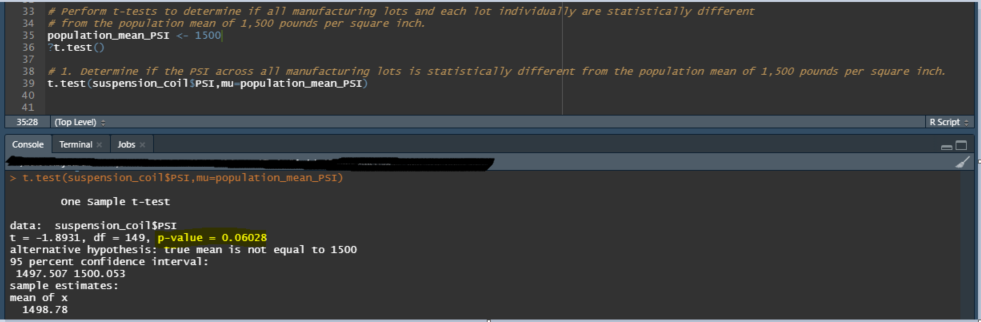 33 # Perform t-tests to determine if all manufacturing lots and each lot individually are statistically different
34 # from the population mean of 1,500 pounds per square inch.
35 population_mean_PSI <- 1500
36 ?t.test()
37
38 # 1. Determine if the PSI across all manufacturing lots is statistically different from the population mean of 1,500 pounds per square inch.
39 t.test(suspension_coil$PSI,mu=population_mean_PSI)
40
41
35:28 (Top Level) R Script
Console Terminal Jobs
> t.test(suspension_coil$PSI,mu=population_mean_PSI)
One Sample t-test
data: suspension_coil$PSI
t = -1.8931, df = 149, p-value = 0.06028
alternative hypothesis: true mean is not equal to 1500
95 percent confidence interval:
1497.507 1500.053
sample estimates:
mean of x
1498.78